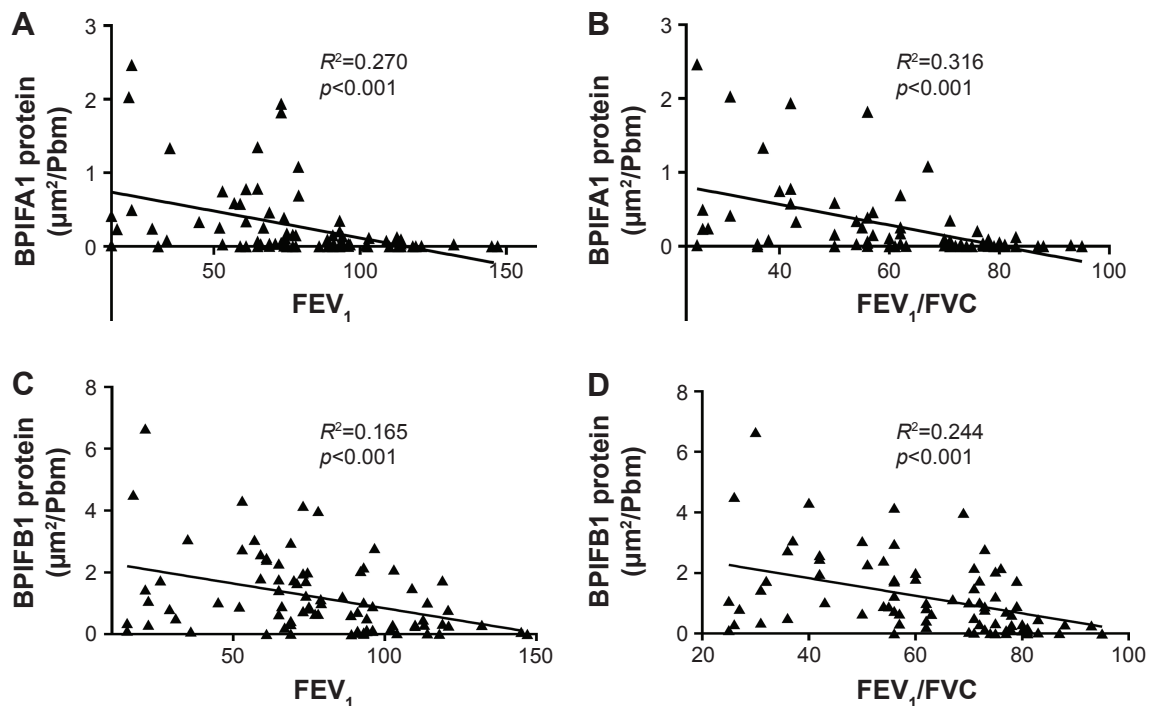 A
BPIFA1 protein
(µm²/Pbm)
3
2
1
0
R²=0.270
p<0.001
50
100
150
FEV₁
B
BPIFA1 protein
(µm²/Pbm)
3
2
1
0
R²=0.316
p<0.001
40
60
80
100
FEV₁/FVC
C
BPIFB1 protein
(µm²/Pbm)
8
6
4
2
0
R²=0.165
p<0.001
50
100
150
FEV₁
D
BPIFB1 protein
(µm²/Pbm)
8
6
4
2
0
R²=0.244
p<0.001
20
40
60
80
100
FEV₁/FVC